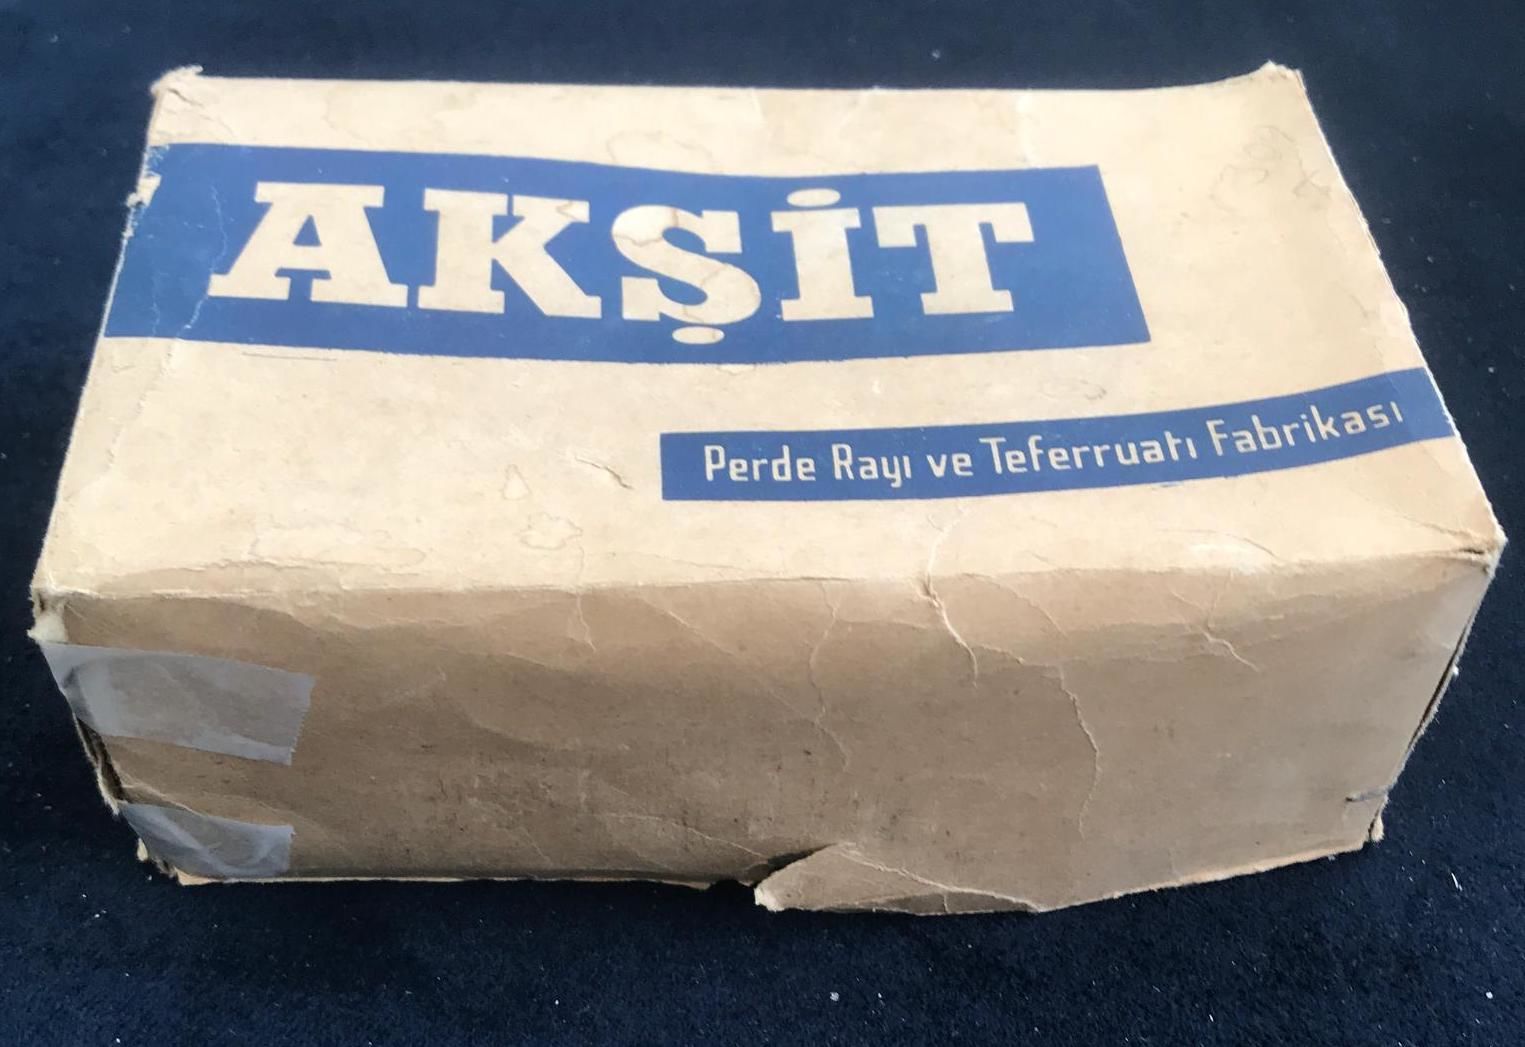 AKŞİT
Perde Rayı ve Teferruatı Fabrikası